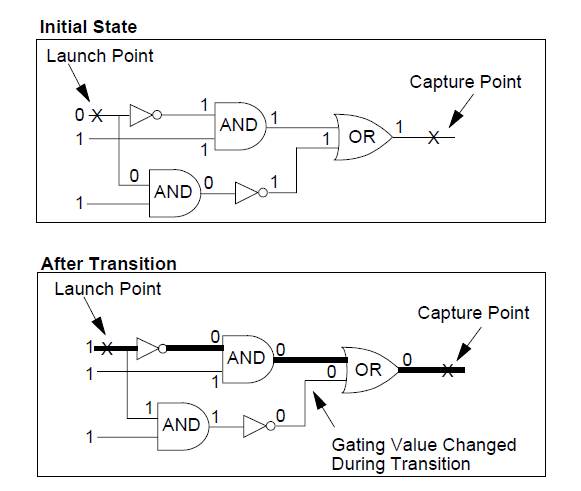 Initial State
Launch Point
Capture Point
0
1
1
AND
1
1
1
OR
1
0
AND
0
1
1
After Transition
Launch Point
Capture Point
1
0
AND
0
0
1
1
0
OR
1
AND
1
0
1
Gating Value Changed
During Transition